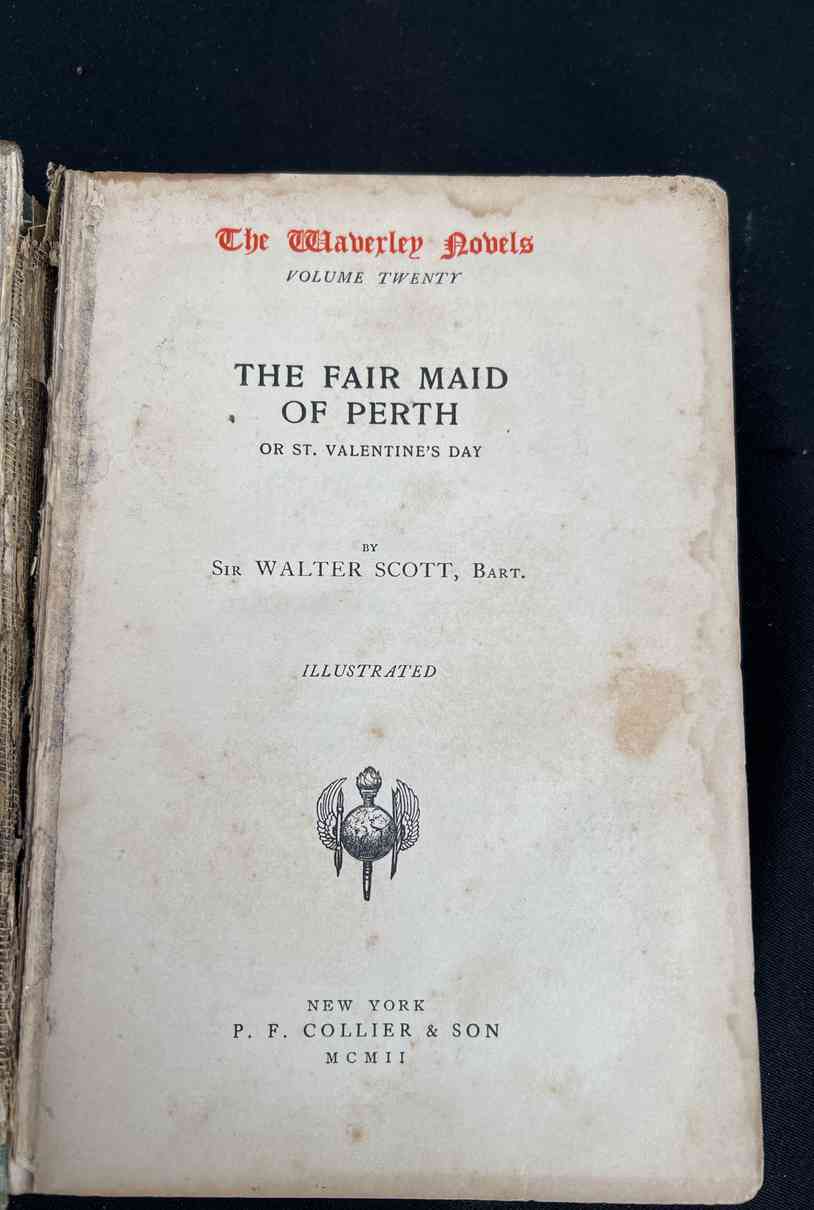 The Waverley Novels
VOLUME TWENTY
THE FAIR MAID
OF PERTH
OR ST. VALENTINE'S DAY
BY
SIR WALTER SCOTT, BART.
ILLUSTRATED
NEW YORK
P. F. COLLIER & SON
MCMII